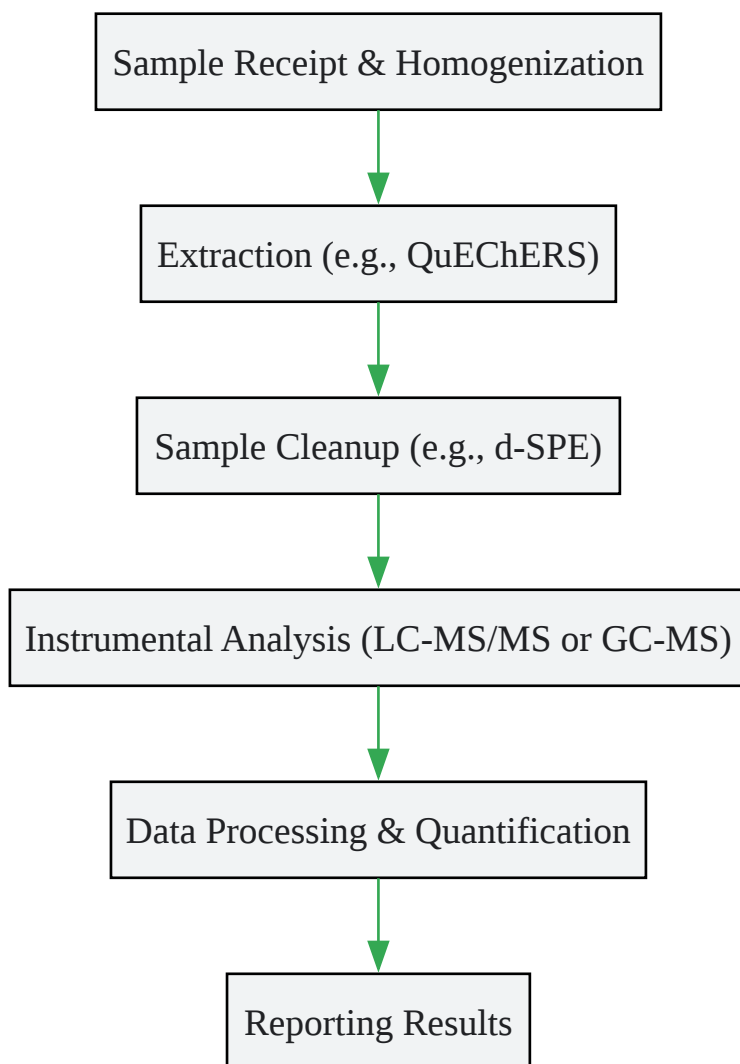 Sample Receipt & Homogenization
Extraction (e.g., QuEChERS)
Sample Cleanup (e.g., d-SPE)
Instrumental Analysis (LC-MS/MS or GC-MS)
Data Processing & Quantification
Reporting Results